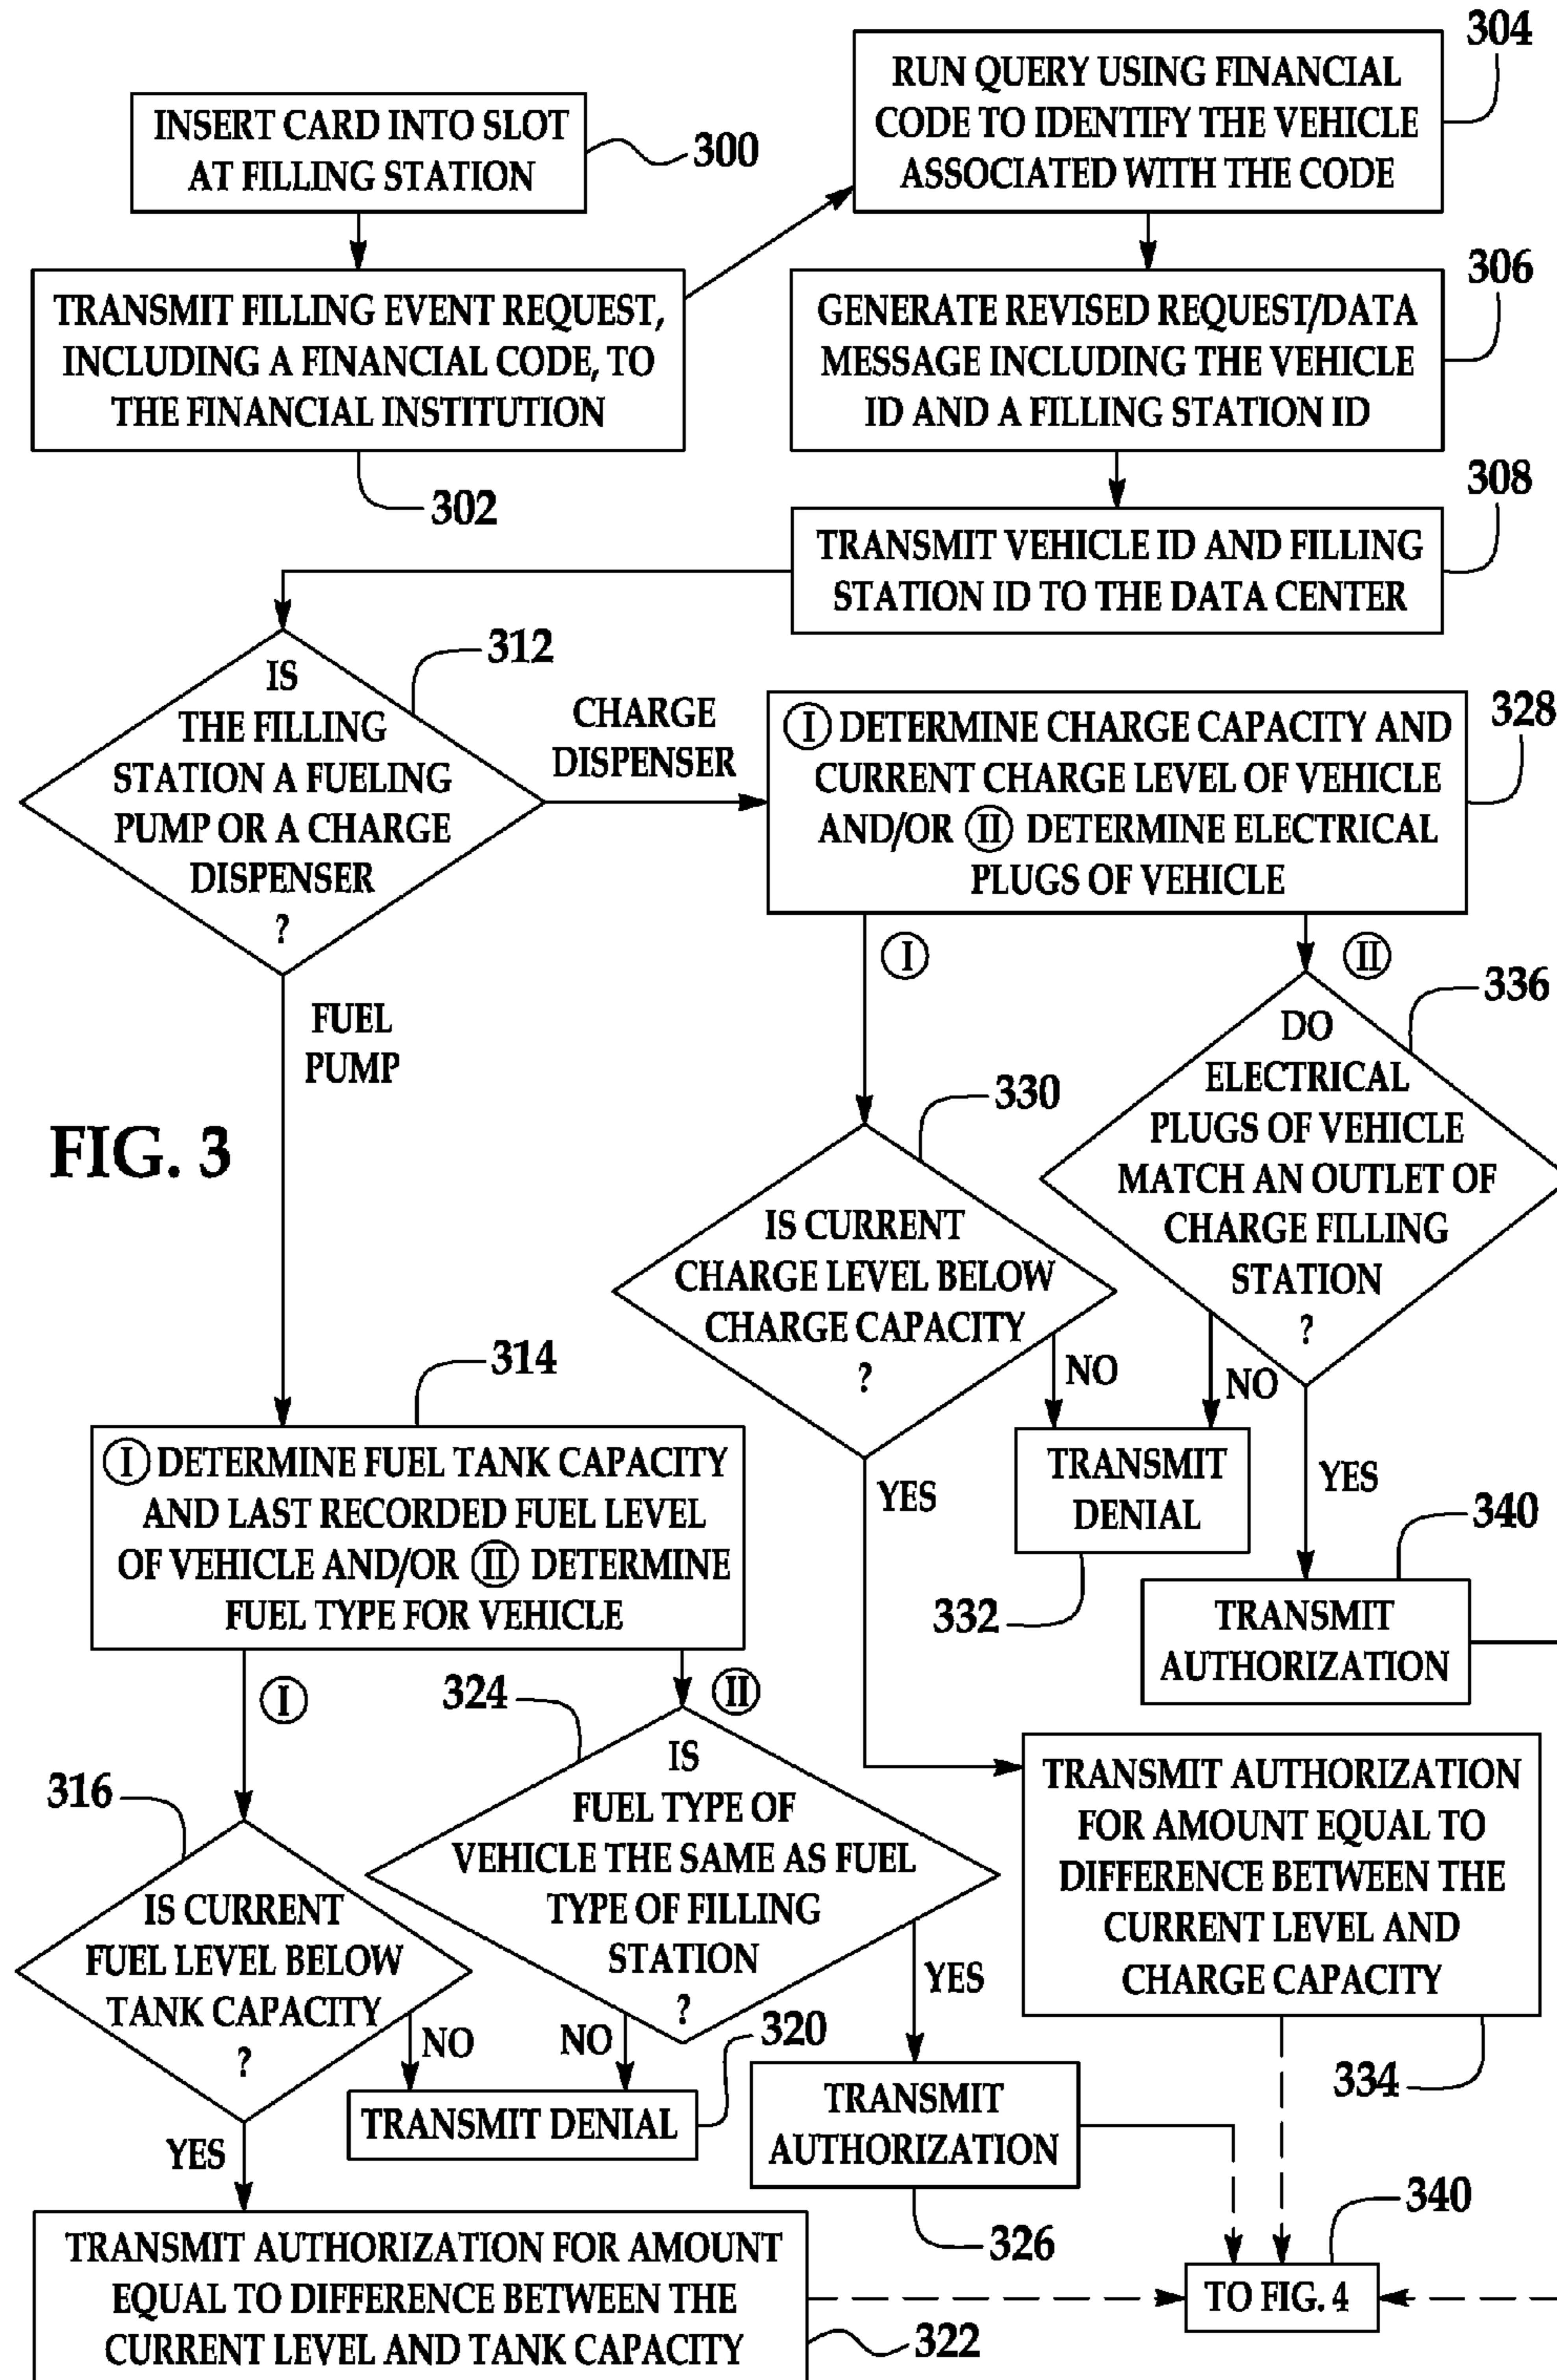 INSERT CARD INTO SLOT
AT FILLING STATION
300
TRANSMIT FILLING EVENT REQUEST,
INCLUDING A FINANCIAL CODE, TO
THE FINANCIAL INSTITUTION
302
RUN QUERY USING FINANCIAL
CODE TO IDENTIFY THE VEHICLE
ASSOCIATED WITH THE CODE
304
GENERATE REVISED REQUEST/DATA
MESSAGE INCLUDING THE VEHICLE
ID AND A FILLING STATION ID
306
TRANSMIT VEHICLE ID AND FILLING
STATION ID TO THE DATA CENTER
308
IS
THE FILLING
STATION A FUELING
PUMP OR A CHARGE
DISPENSER
?
312
CHARGE
DISPENSER
I DETERMINE CHARGE CAPACITY AND
CURRENT CHARGE LEVEL OF VEHICLE
AND/OR II DETERMINE ELECTRICAL
PLUGS OF VEHICLE
328
I
II
FUEL
PUMP
FIG. 3
IS CURRENT
CHARGE LEVEL BELOW
CHARGE CAPACITY
?
330
DO
ELECTRICAL
PLUGS OF VEHICLE
MATCH AN OUTLET OF
CHARGE FILLING
STATION
?
336
NO
NO
YES
YES
TRANSMIT
DENIAL
332
TRANSMIT
AUTHORIZATION
340
I DETERMINE FUEL TANK CAPACITY
AND LAST RECORDED FUEL LEVEL
OF VEHICLE AND/OR II DETERMINE
FUEL TYPE FOR VEHICLE
314
I
II
IS CURRENT
FUEL LEVEL BELOW
TANK CAPACITY
?
316
IS
FUEL TYPE OF
VEHICLE THE SAME AS FUEL
TYPE OF FILLING
STATION
?
324
NO
NO
YES
YES
TRANSMIT DENIAL
320
TRANSMIT
AUTHORIZATION
326
TRANSMIT AUTHORIZATION
FOR AMOUNT EQUAL TO
DIFFERENCE BETWEEN THE
CURRENT LEVEL AND
CHARGE CAPACITY
334
TRANSMIT AUTHORIZATION FOR AMOUNT
EQUAL TO DIFFERENCE BETWEEN THE
CURRENT LEVEL AND TANK CAPACITY
322
TO FIG. 4
340